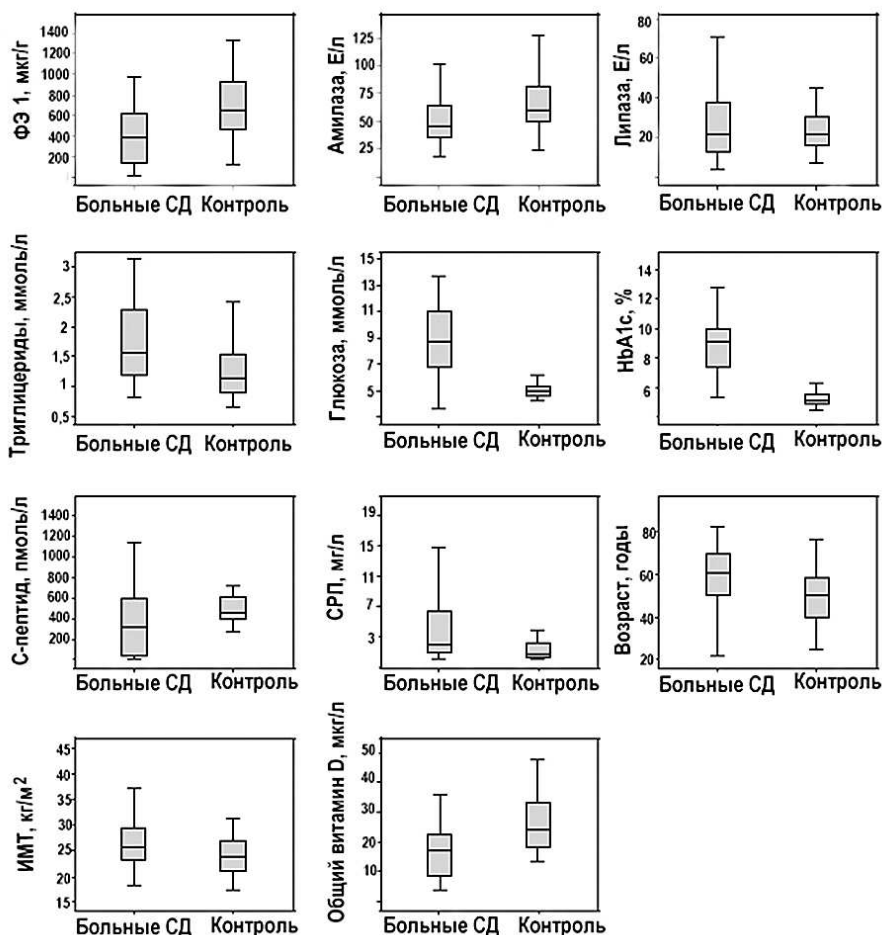 ФЭ 1, мкг/г
1400
1200
1000
800
600
400
200
Больные СД Контроль
Амилаза, Е/л
125
100
75
50
25
Больные СД Контроль
Липаза, Е/л
80
60
40
20
Больные СД Контроль
Триглицериды, ммоль/л
3
2,5
2
1,5
1
0,5
Больные СД Контроль
Глюкоза, ммоль/л
15
13
11
9
7
5
Больные СД Контроль
HbA1c, %
14
12
10
8
6
Больные СД Контроль
С-пептид, пмоль/л
1400
1200
1000
800
600
400
200
Больные СД Контроль
СРП, мг/л
19
15
11
7
3
Больные СД Контроль
Возраст, годы
80
60
40
20
Больные СД Контроль
ИМТ, кг/м²
45
40
35
30
25
20
15
Больные СД Контроль
Общий витамин D, мкг/л
50
40
30
20
10
Больные СД Контроль